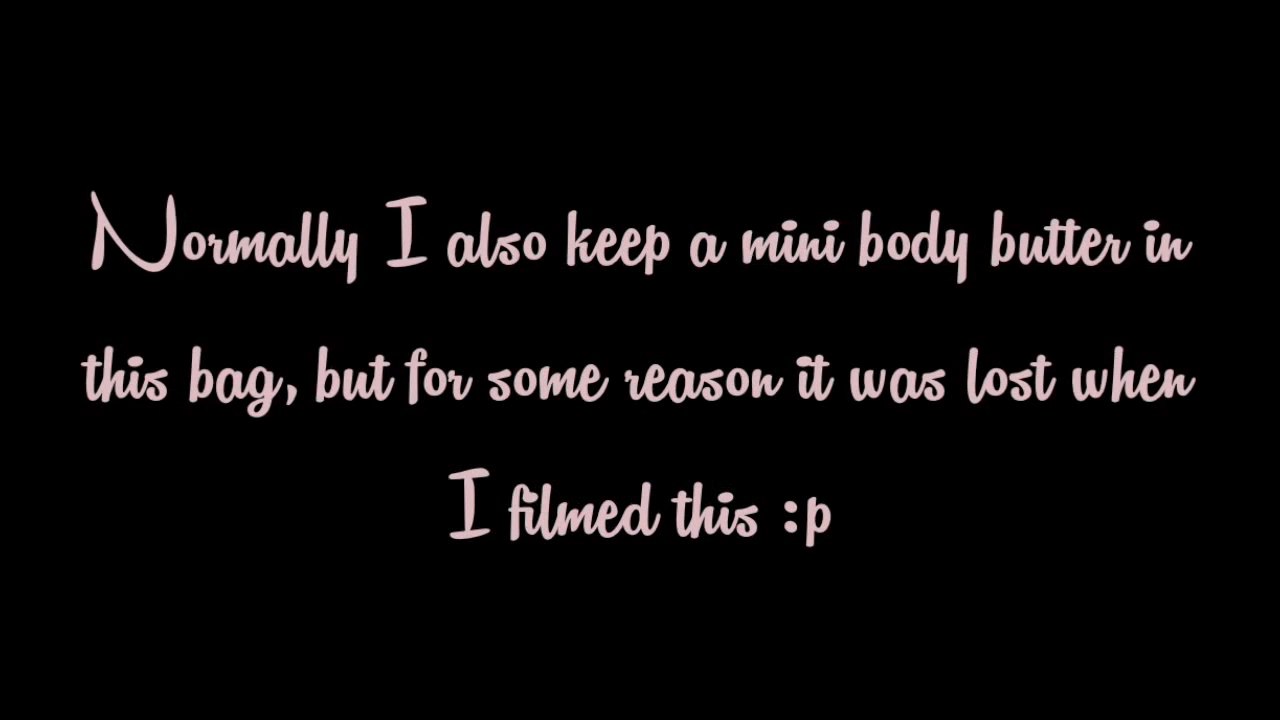 Normally I also keep a mini body butter in
this bag, but for some reason it was lost when
I filmed this :p